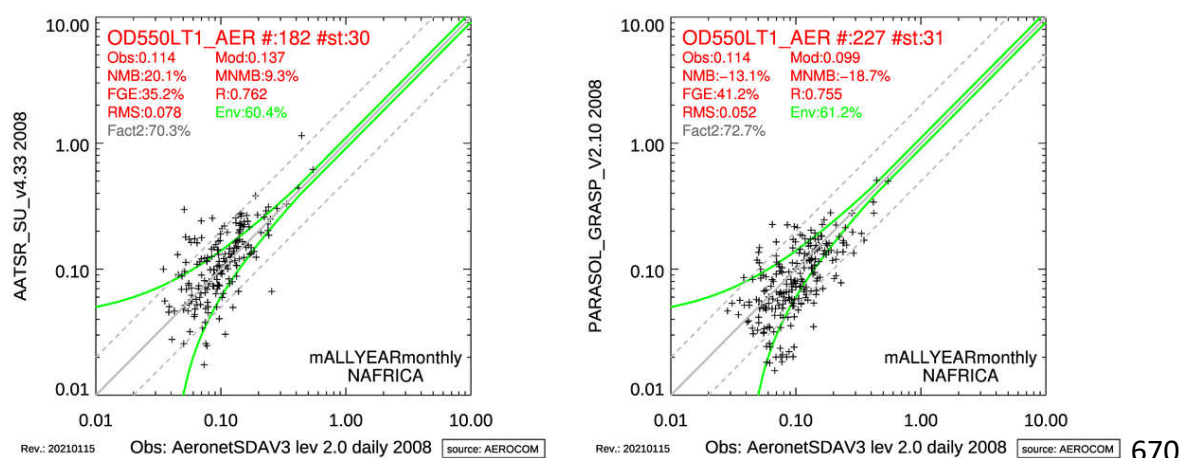 AATSR_SU_v4.33 2008
10.00
1.00
0.10
0.01
OD550LT1_AER #:182 #st:30
Obs:0.114 Mod:0.137
NMB:20.1% MNMB:9.3%
FGE:35.2% R:0.762
RMS:0.078 Env:60.4%
Fact2:70.3%
mALLYEARmonthly
NAFRICA
0.01 0.10 1.00 10.00
Rev.: 20210115 Obs: AeronetSDAV3 lev 2.0 daily 2008 source: AEROCOM
PARASOL_GRASP_V2.10 2008
10.00
1.00
0.10
0.01
OD550LT1_AER #:227 #st:31
Obs:0.114 Mod:0.099
NMB:−13.1% MNMB:−18.7%
FGE:41.2% R:0.755
RMS:0.052 Env:61.2%
Fact2:72.7%
mALLYEARmonthly
NAFRICA
0.01 0.10 1.00 10.00
Rev.: 20210115 Obs: AeronetSDAV3 lev 2.0 daily 2008 source: AEROCOM
670